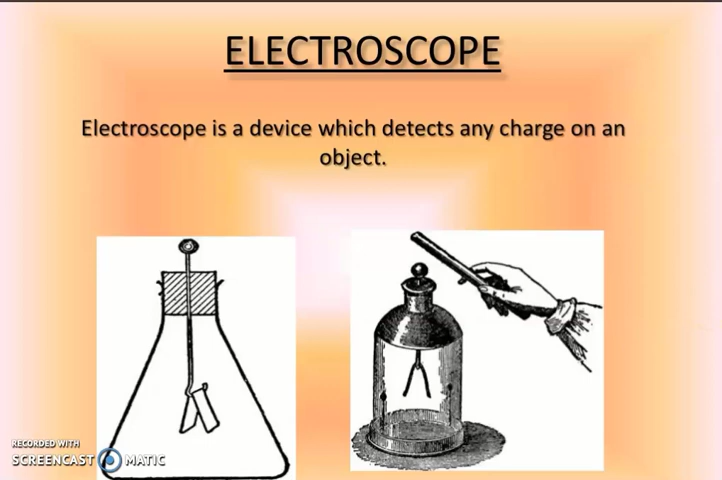 ELECTROSCOPE
Electroscope is a device which detects any charge on an
object.
RECORDED WITH
SCREENCAST MATIC